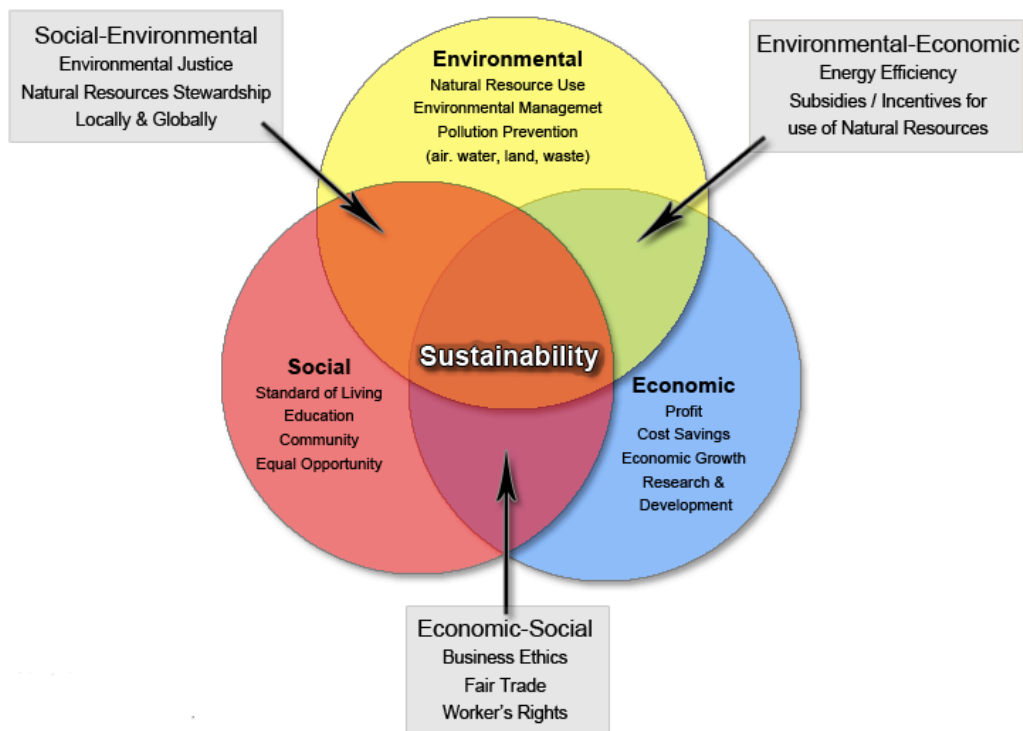 Social-Environmental
Environmental Justice
Natural Resources Stewardship
Locally & Globally
Environmental
Natural Resource Use
Environmental Managemet
Pollution Prevention
(air. water, land, waste)
Environmental-Economic
Energy Efficiency
Subsidies / Incentives for
use of Natural Resources
Sustainability
Social
Standard of Living
Education
Community
Equal Opportunity
Economic
Profit
Cost Savings
Economic Growth
Research &
Development
Economic-Social
Business Ethics
Fair Trade
Worker's Rights